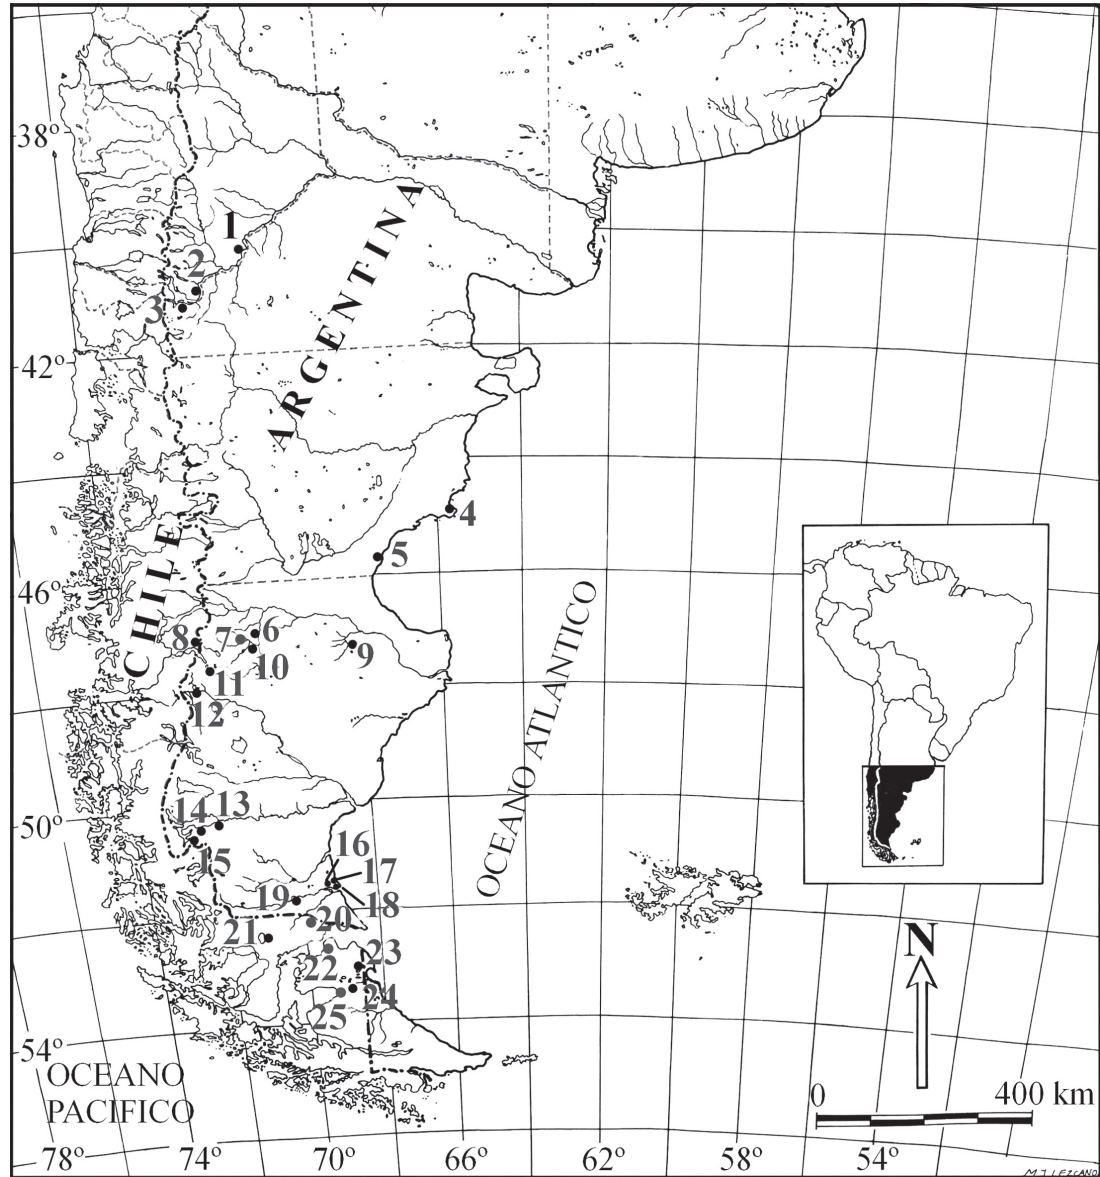 38º
1
2
3
ARGENTINA
42º
4
5
CHILE
46º
6
7
8
9
10
11
12
OCEANO ATLANTICO
50º
13
14
15
16
17
18
19
20
21
22
23
24
25
N
54º
OCEANO
PACIFICO
0 400 km
78º 74º 70º 66º 62º 58º 54º
M J LEZCANO